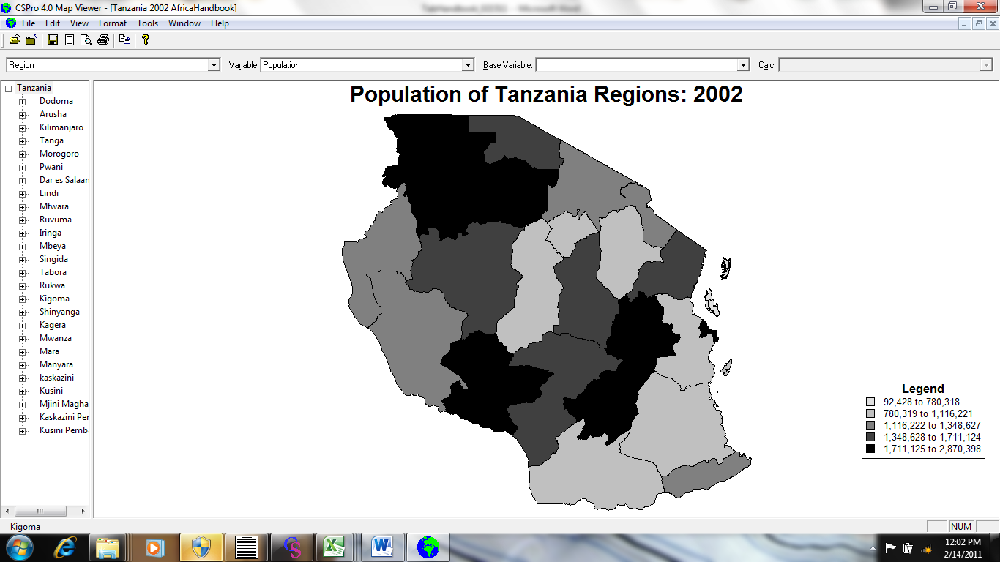 CSPro 4.0 Map Viewer - [Tanzania 2002 AfricaHandbook]
File Edit View Format Tools Window Help
Region Variable: Population Base Variable: Calc:
Tanzania
Dodoma
Arusha
Kilimanjaro
Tanga
Morogoro
Pwani
Dar es Salaan
Lindi
Mtwara
Ruvuma
Iringa
Mbeya
Singida
Tabora
Rukwa
Kigoma
Shinyanga
Kagera
Mwanza
Mara
Manyara
kaskazini
Kusini
Mjini Magha
Kaskazini Per
Kusini Pemba
Population of Tanzania Regions: 2002
Legend
92,428 to 780,318
780,319 to 1,116,221
1,116,222 to 1,348,627
1,348,628 to 1,711,124
1,711,125 to 2,870,398
Kigoma NUM
12:02 PM
2/14/2011